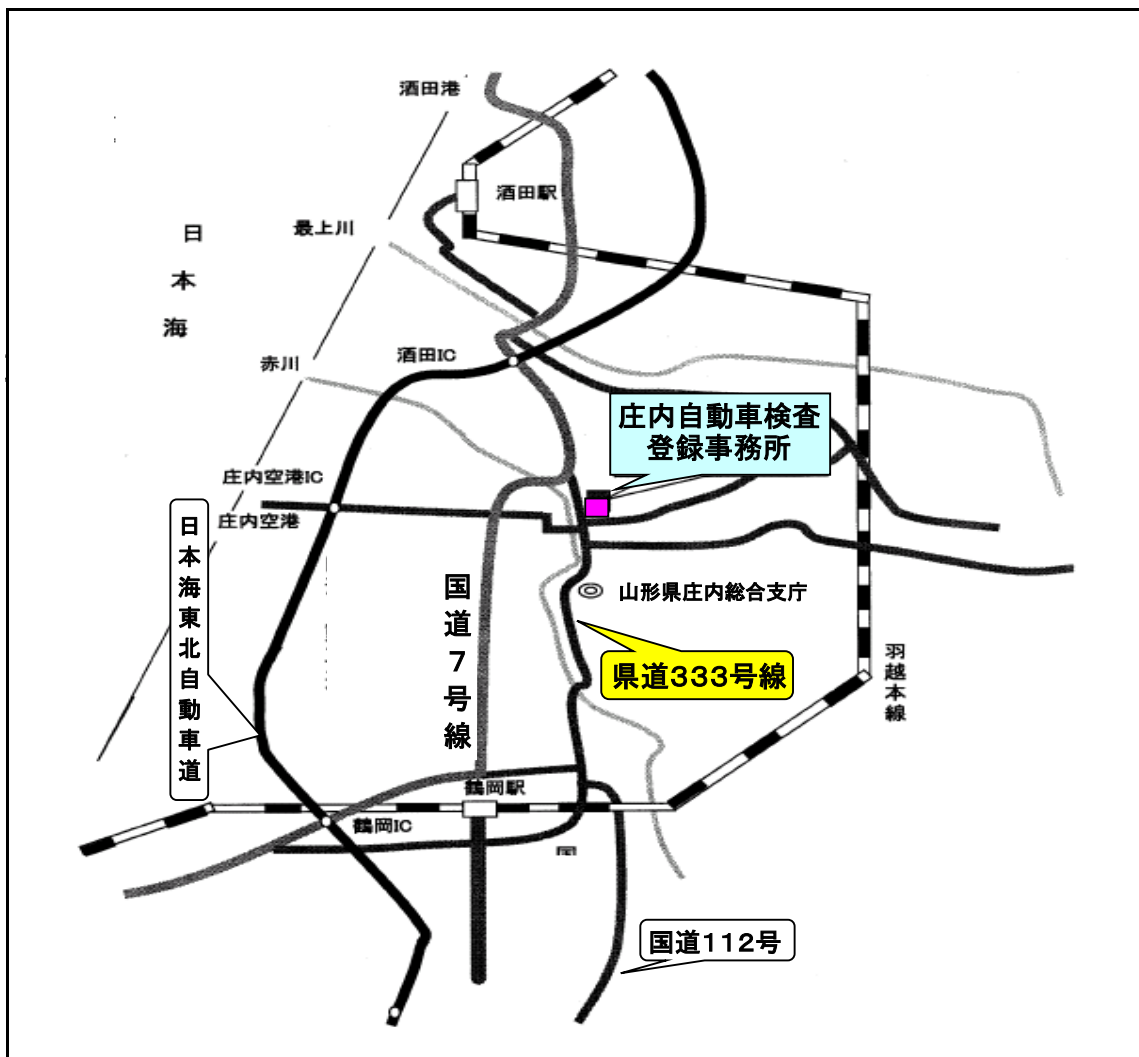 酒田港
酒田駅
最上川
日本海
赤川
酒田IC
庄内自動車検査
登録事務所
庄内空港IC
庄内空港
日本海東北自動車道
国道7号線
山形県庄内総合支庁
県道333号線
羽越本線
鶴岡駅
鶴岡IC
国道112号